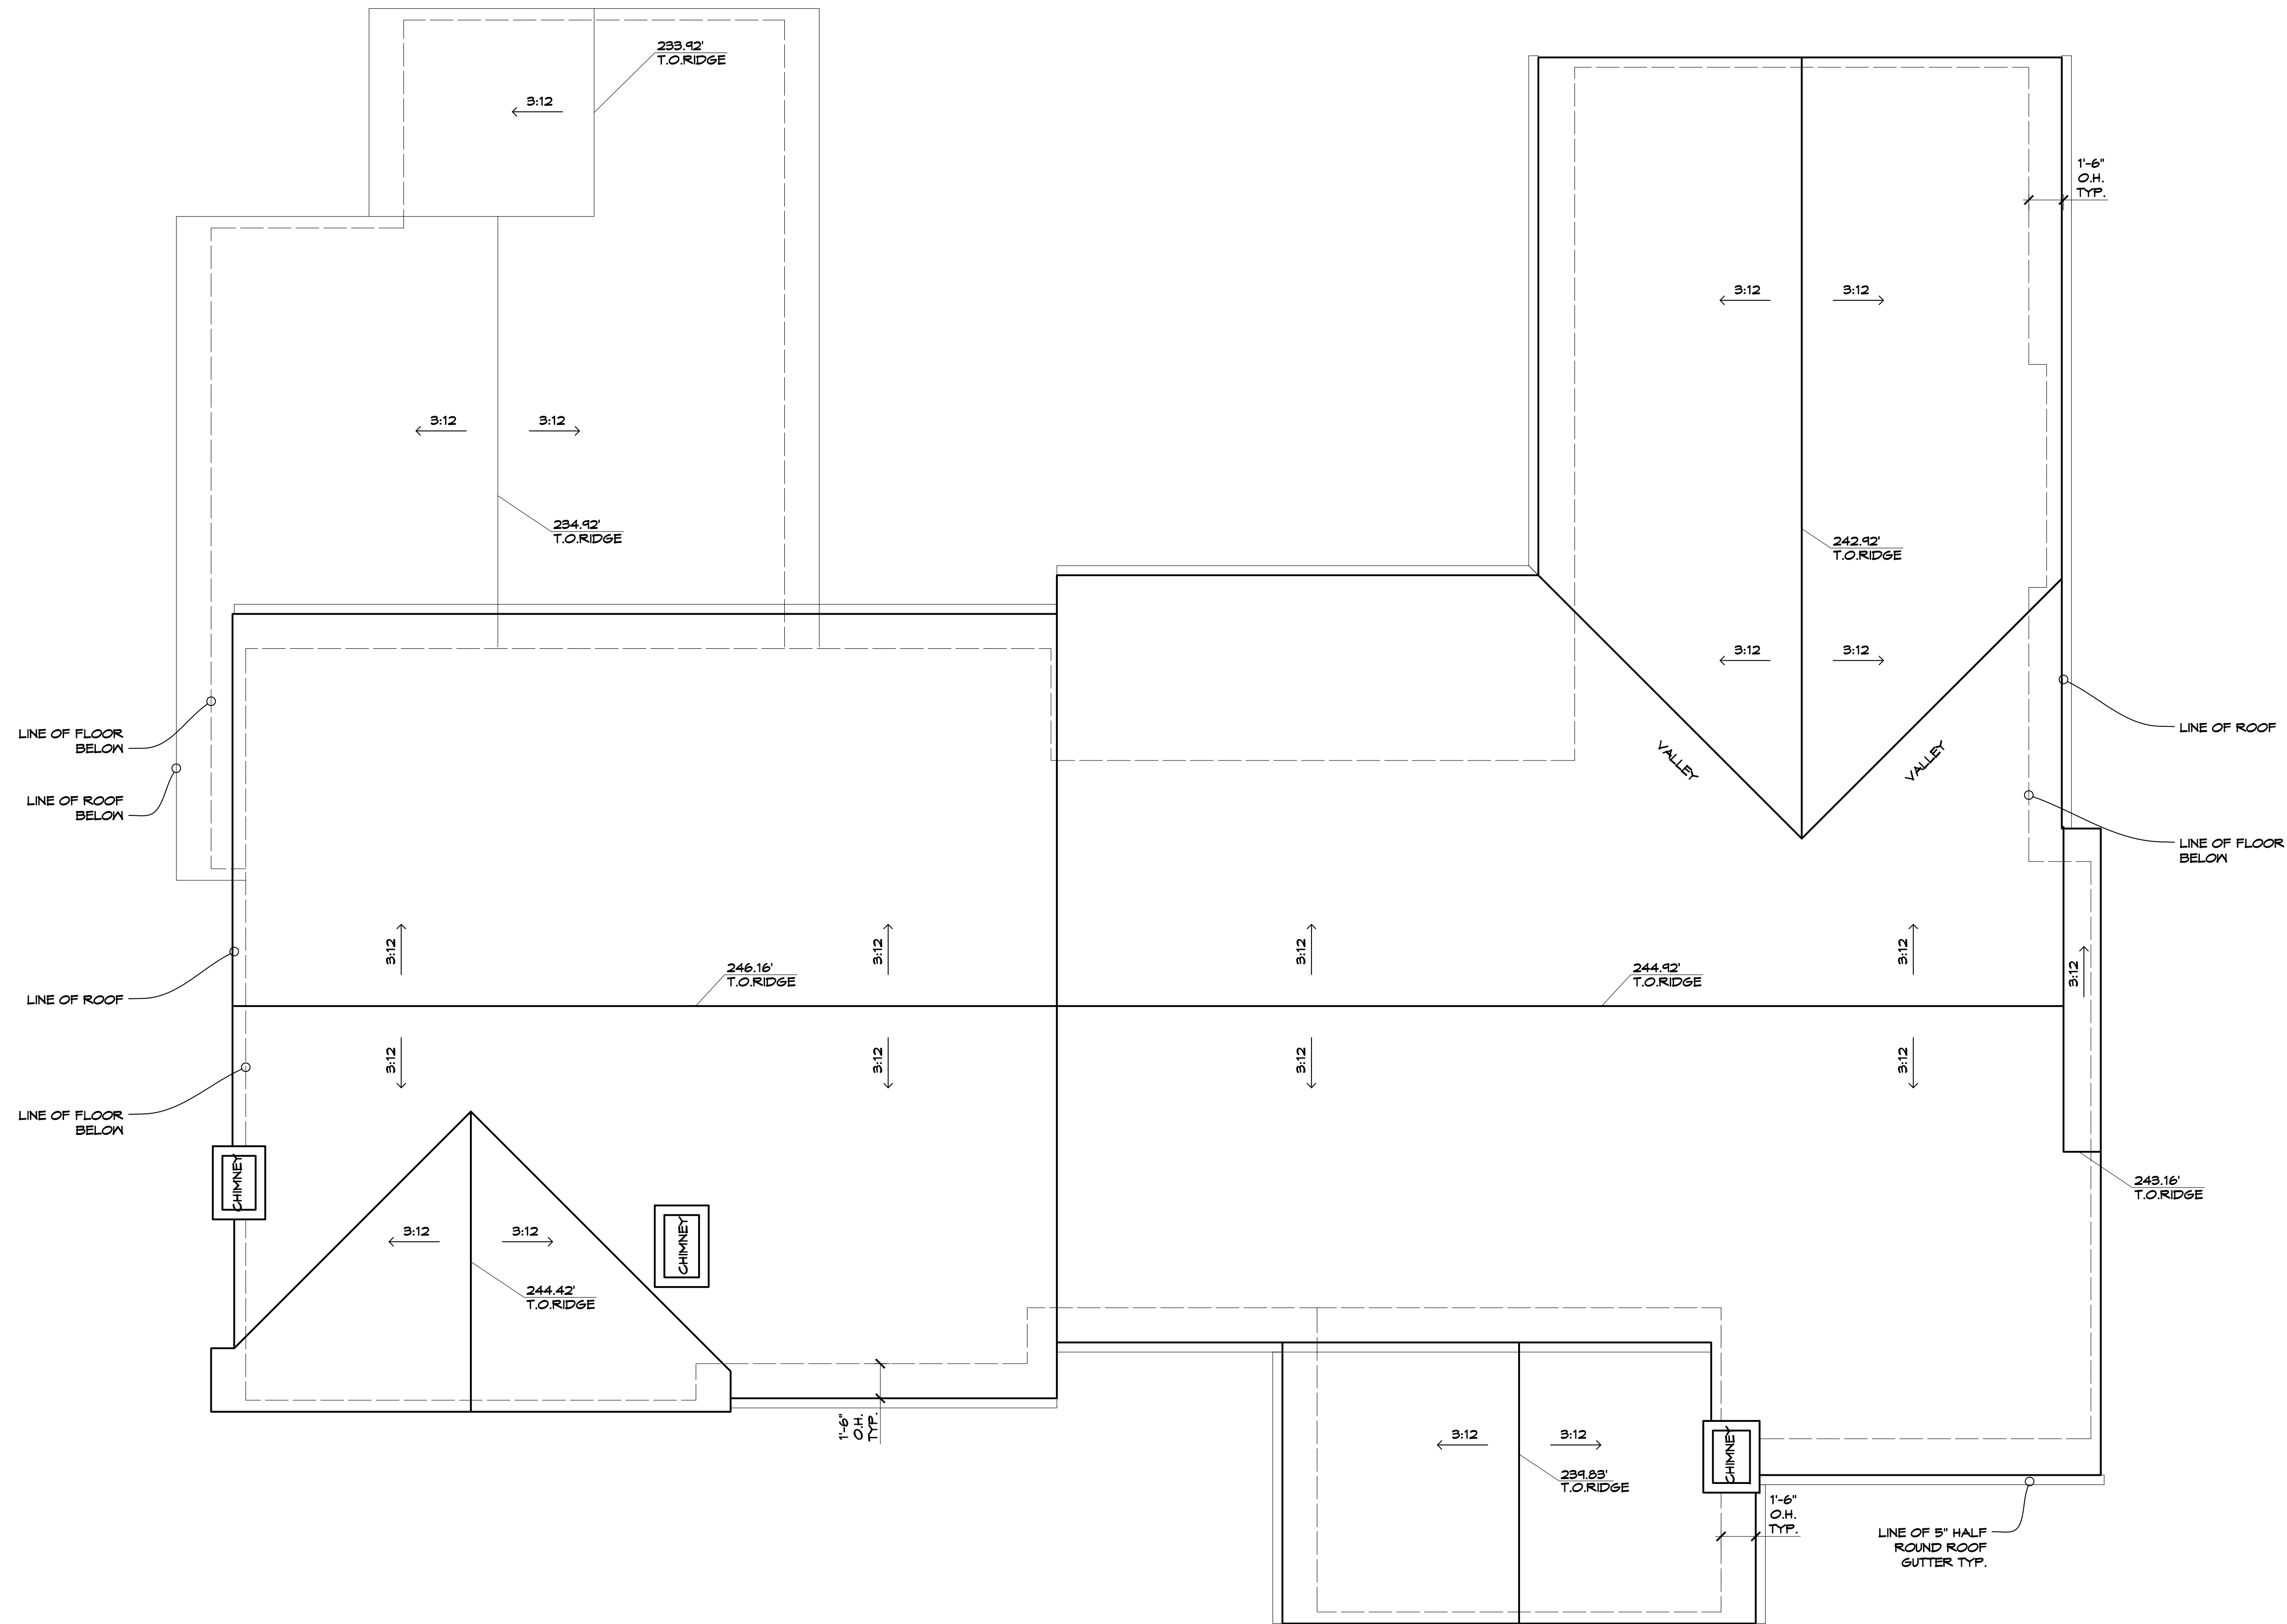 233.92'
T.O.RIDGE
3:12
1'-6"
O.H.
TYP.
3:12
3:12
3:12
3:12
234.92'
T.O.RIDGE
242.92'
T.O.RIDGE
3:12
3:12
LINE OF FLOOR
BELOW
LINE OF ROOF
BELOW
VALLEY
VALLEY
LINE OF ROOF
LINE OF FLOOR
BELOW
3:12
3:12
3:12
3:12
3:12
246.16'
T.O.RIDGE
244.92'
T.O.RIDGE
LINE OF ROOF
3:12
3:12
3:12
3:12
LINE OF FLOOR
BELOW
CHIMNEY
243.16'
T.O.RIDGE
3:12
3:12
CHIMNEY
244.42'
T.O.RIDGE
1'-6"
O.H.
TYP.
3:12
3:12
CHIMNEY
239.83'
T.O.RIDGE
1'-6"
O.H.
TYP.
LINE OF 5" HALF
ROUND ROOF
GUTTER TYP.